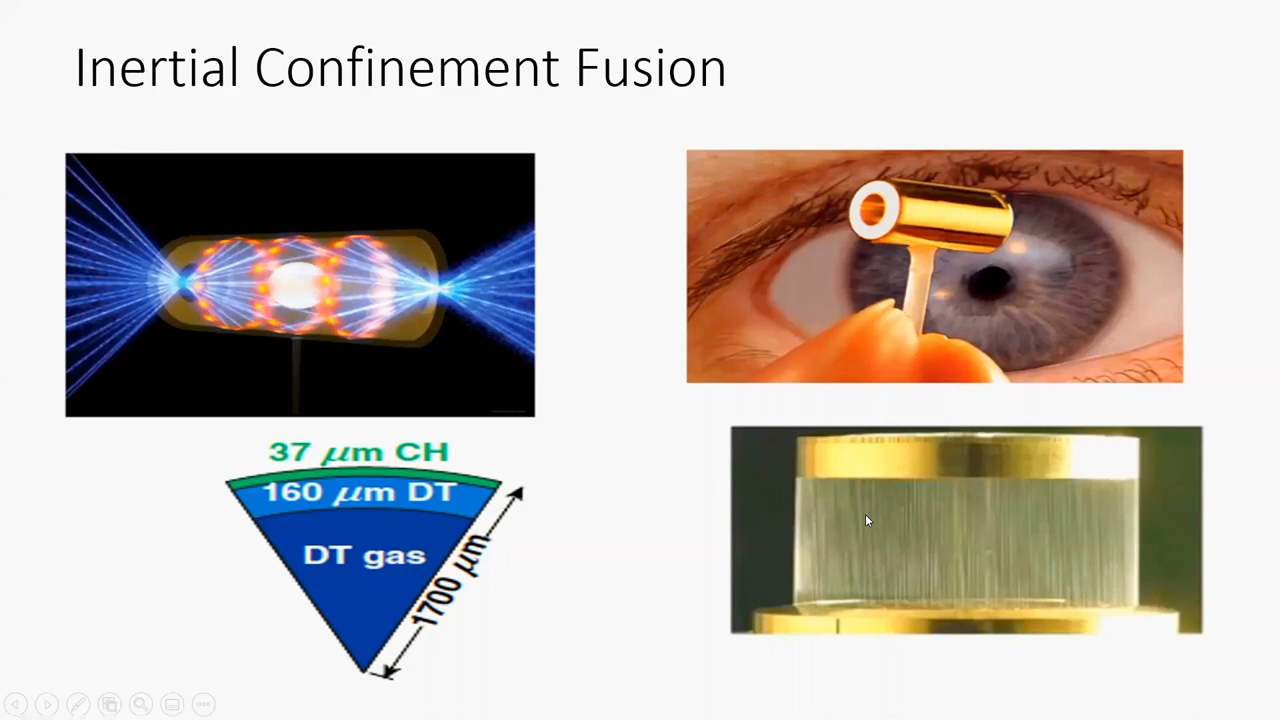 Inertial Confinement Fusion
37 μm CH
160 μm DT
DT gas
1700 μm